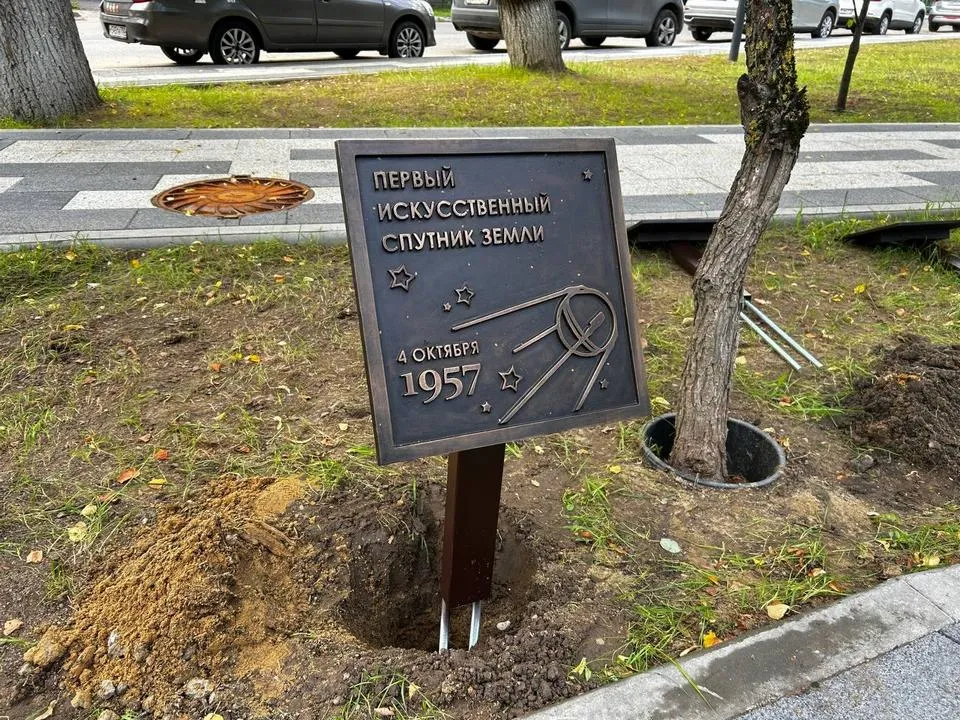 ПЕРВЫЙ
ИСКУССТВЕННЫЙ
СПУТНИК ЗЕМЛИ
4 ОКТЯБРЯ
1957